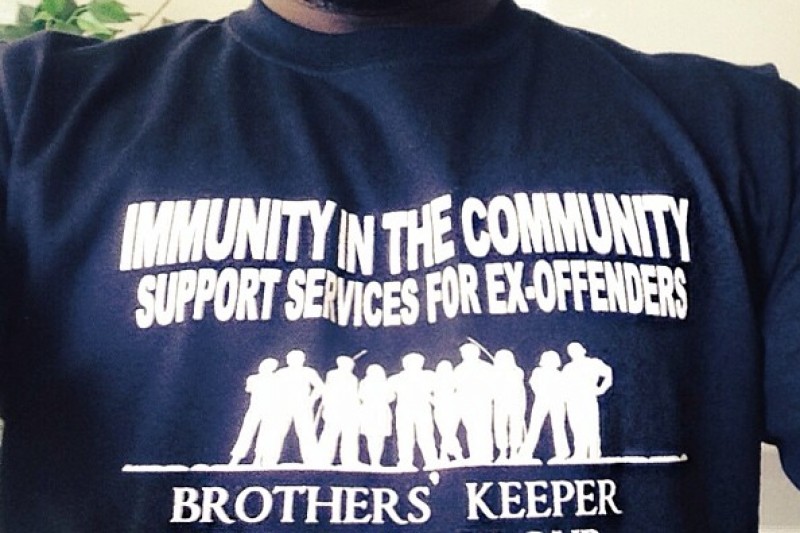 IMMUNITY IN THE COMMUNITY
SUPPORT SERVICES FOR EX-OFFENDERS
BROTHERS' KEEPER